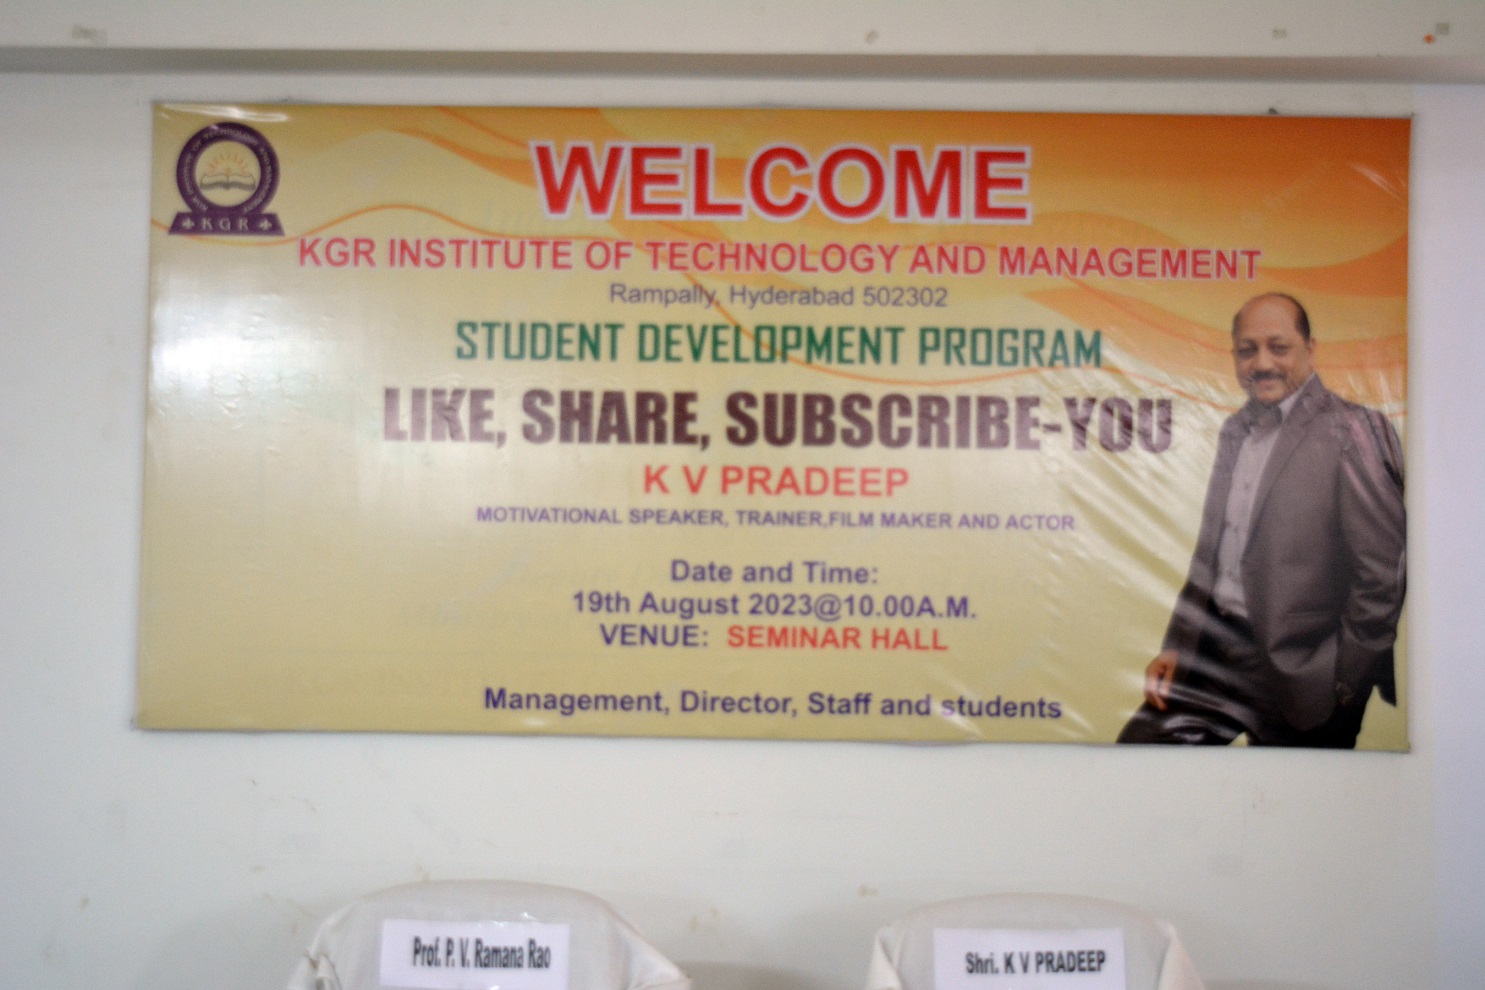 WELCOME
KGR INSTITUTE OF TECHNOLOGY AND MANAGEMENT
KGR
Rampally, Hyderabad 502302
STUDENT DEVELOPMENT PROGRAM
LIKE, SHARE, SUBSCRIBE-YOU
K V PRADEEP
MOTIVATIONAL SPEAKER, TRAINER,FILM MAKER AND ACTOR
Date and Time:
19th August 2023@10.00A.M.
VENUE: SEMINAR HALL
Management, Director, Staff and students
Prof. P. V. Ramana Rao
Shri. K V PRADEEP